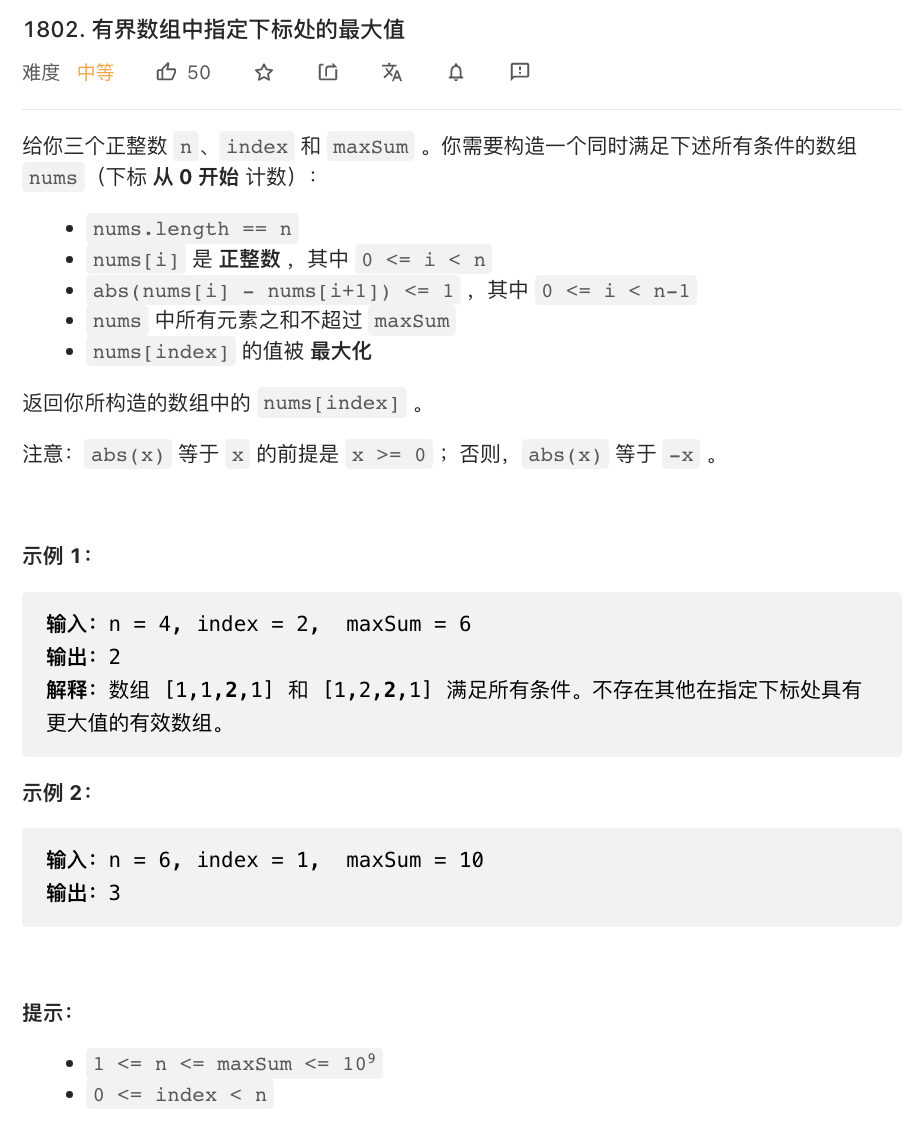 1802. 有界数组中指定下标处的最大值
难度 中等 50
给你三个正整数 n、index 和 maxSum 。你需要构造一个同时满足下述所有条件的数组
nums（下标 从 0 开始 计数）：
nums.length == n
nums[i] 是 正整数 ，其中 0 <= i < n
abs(nums[i] - nums[i+1]) <= 1 ，其中 0 <= i < n-1
nums 中所有元素之和不超过 maxSum
nums[index] 的值被 最大化
返回你所构造的数组中的 nums[index] 。
注意：abs(x) 等于 x 的前提是 x >= 0 ；否则，abs(x) 等于 -x 。
示例 1：
输入：n = 4, index = 2,  maxSum = 6
输出：2
解释：数组 [1,1,2,1] 和 [1,2,2,1] 满足所有条件。不存在其他在指定下标处具有
更大值的有效数组。
示例 2：
输入：n = 6, index = 1,  maxSum = 10
输出：3
提示：
1 <= n <= maxSum <= 10⁹
0 <= index < n